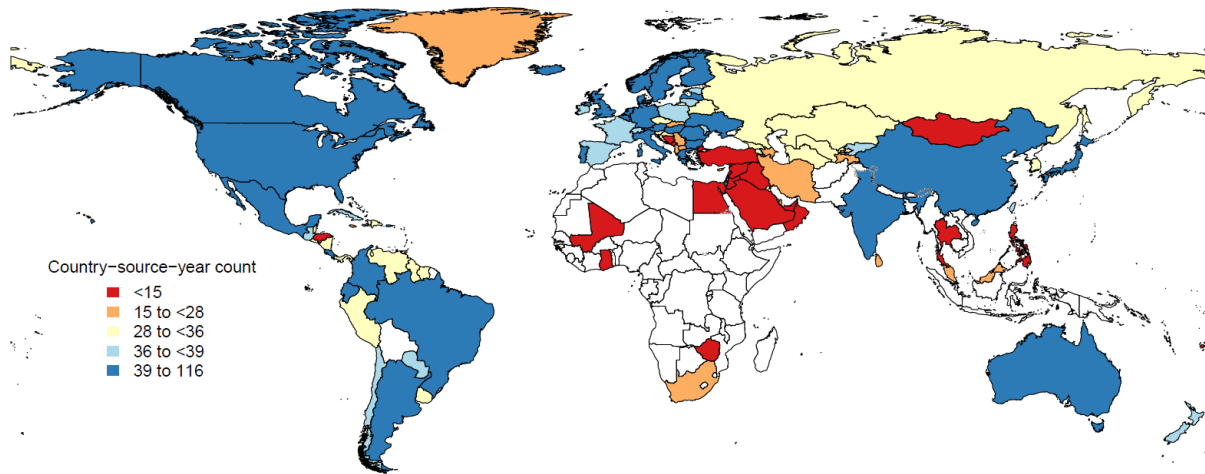 Country−source−year count
<15
15 to <28
28 to <36
36 to <39
39 to 116